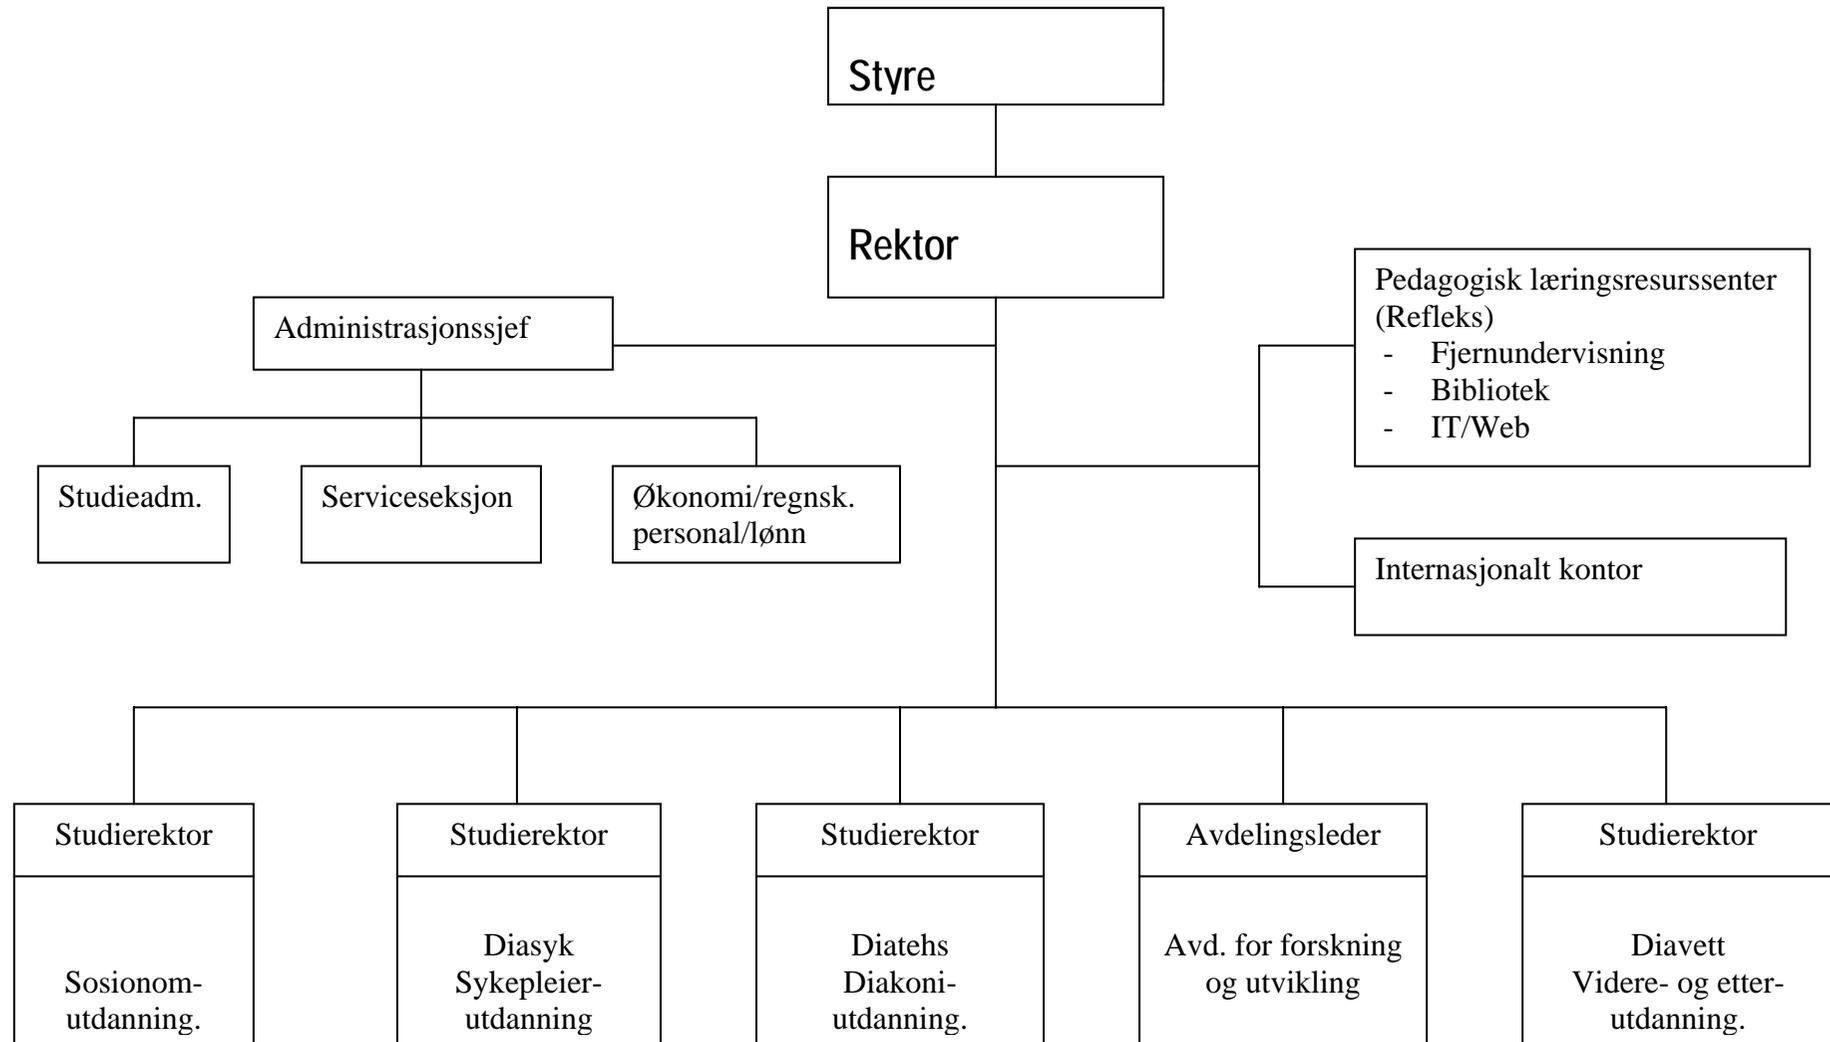 Styre
Rektor
Administrasjonssjef
Pedagogisk læringsresurssenter
(Refleks)
- Fjernundervisning
- Bibliotek
- IT/Web
Studieadm.
Serviceseksjon
Økonomi/regnsk.
personal/lønn
Internasjonalt kontor
Studierektor
Sosionom-
utdanning.
Studierektor
Diasyk
Sykepleier-
utdanning
Studierektor
Diatehs
Diakoni-
utdanning.
Avdelingsleder
Avd. for forskning
og utvikling
Studierektor
Diavett
Videre- og etter-
utdanning.